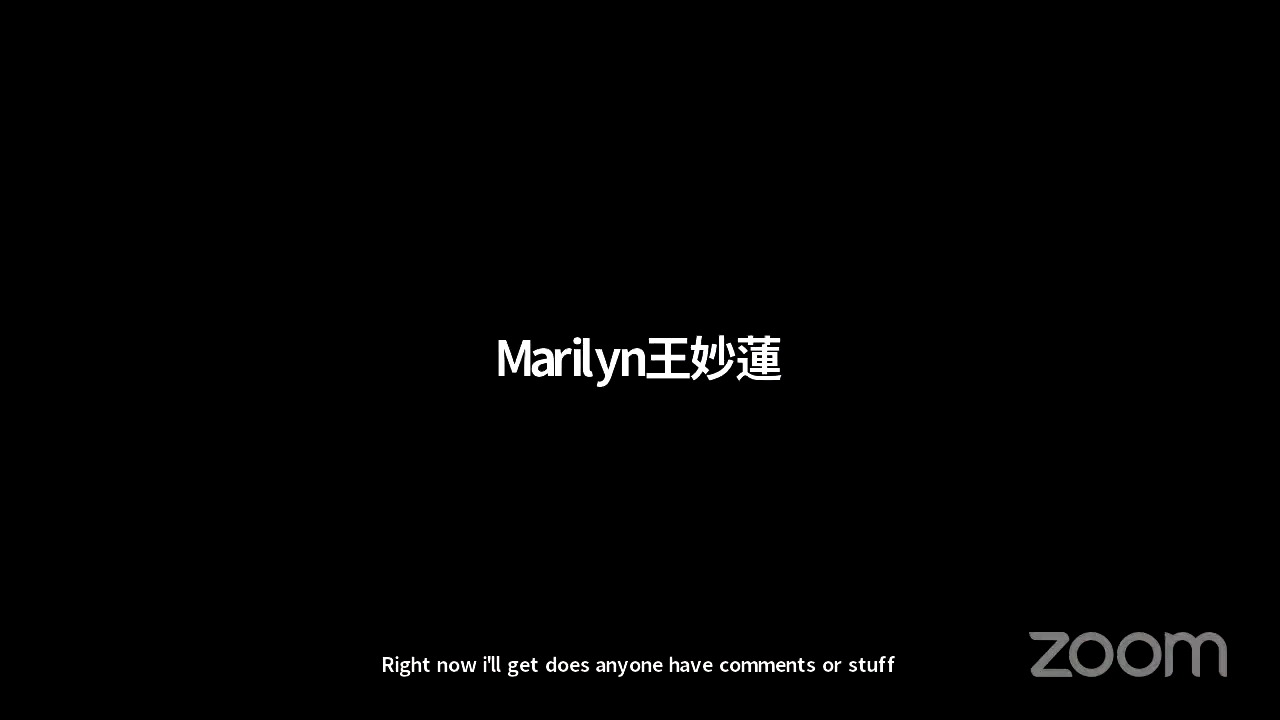 Marilyn王妙蓮
Right now i'll get does anyone have comments or stuff
zoom